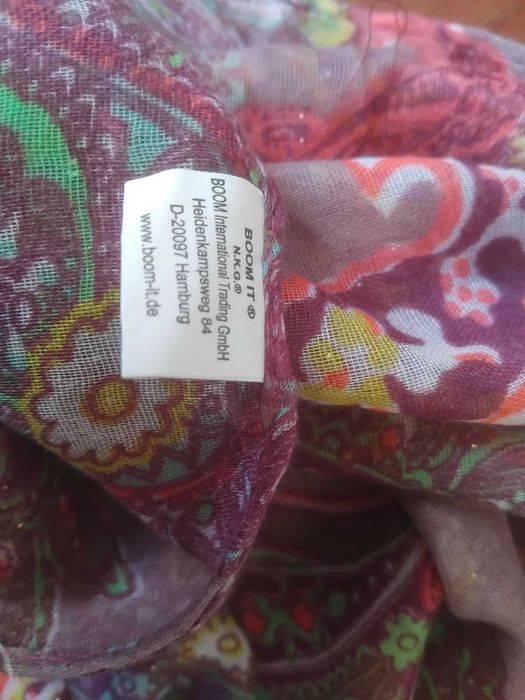 BOOM IT ®
N.K.G.®
BOOM International Trading GmbH
Heidenkampsweg 84
D-20097 Hamburg
www.boom-it.de